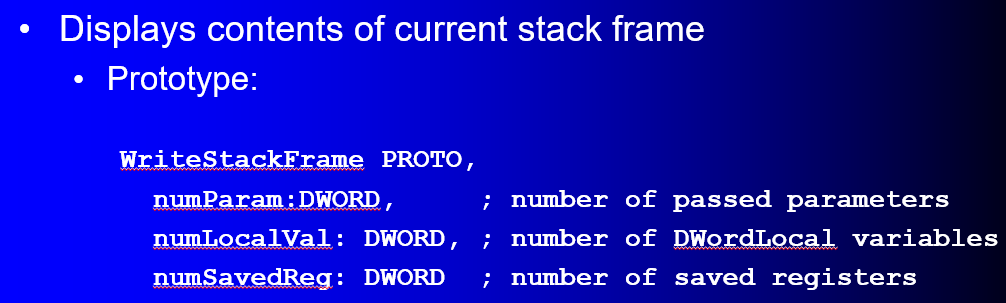 • Displays contents of current stack frame
• Prototype:
WriteStackFrame PROTO,
numParam:DWORD, ; number of passed parameters
numLocalVal: DWORD, ; number of DWordLocal variables
numSavedReg: DWORD ; number of saved registers